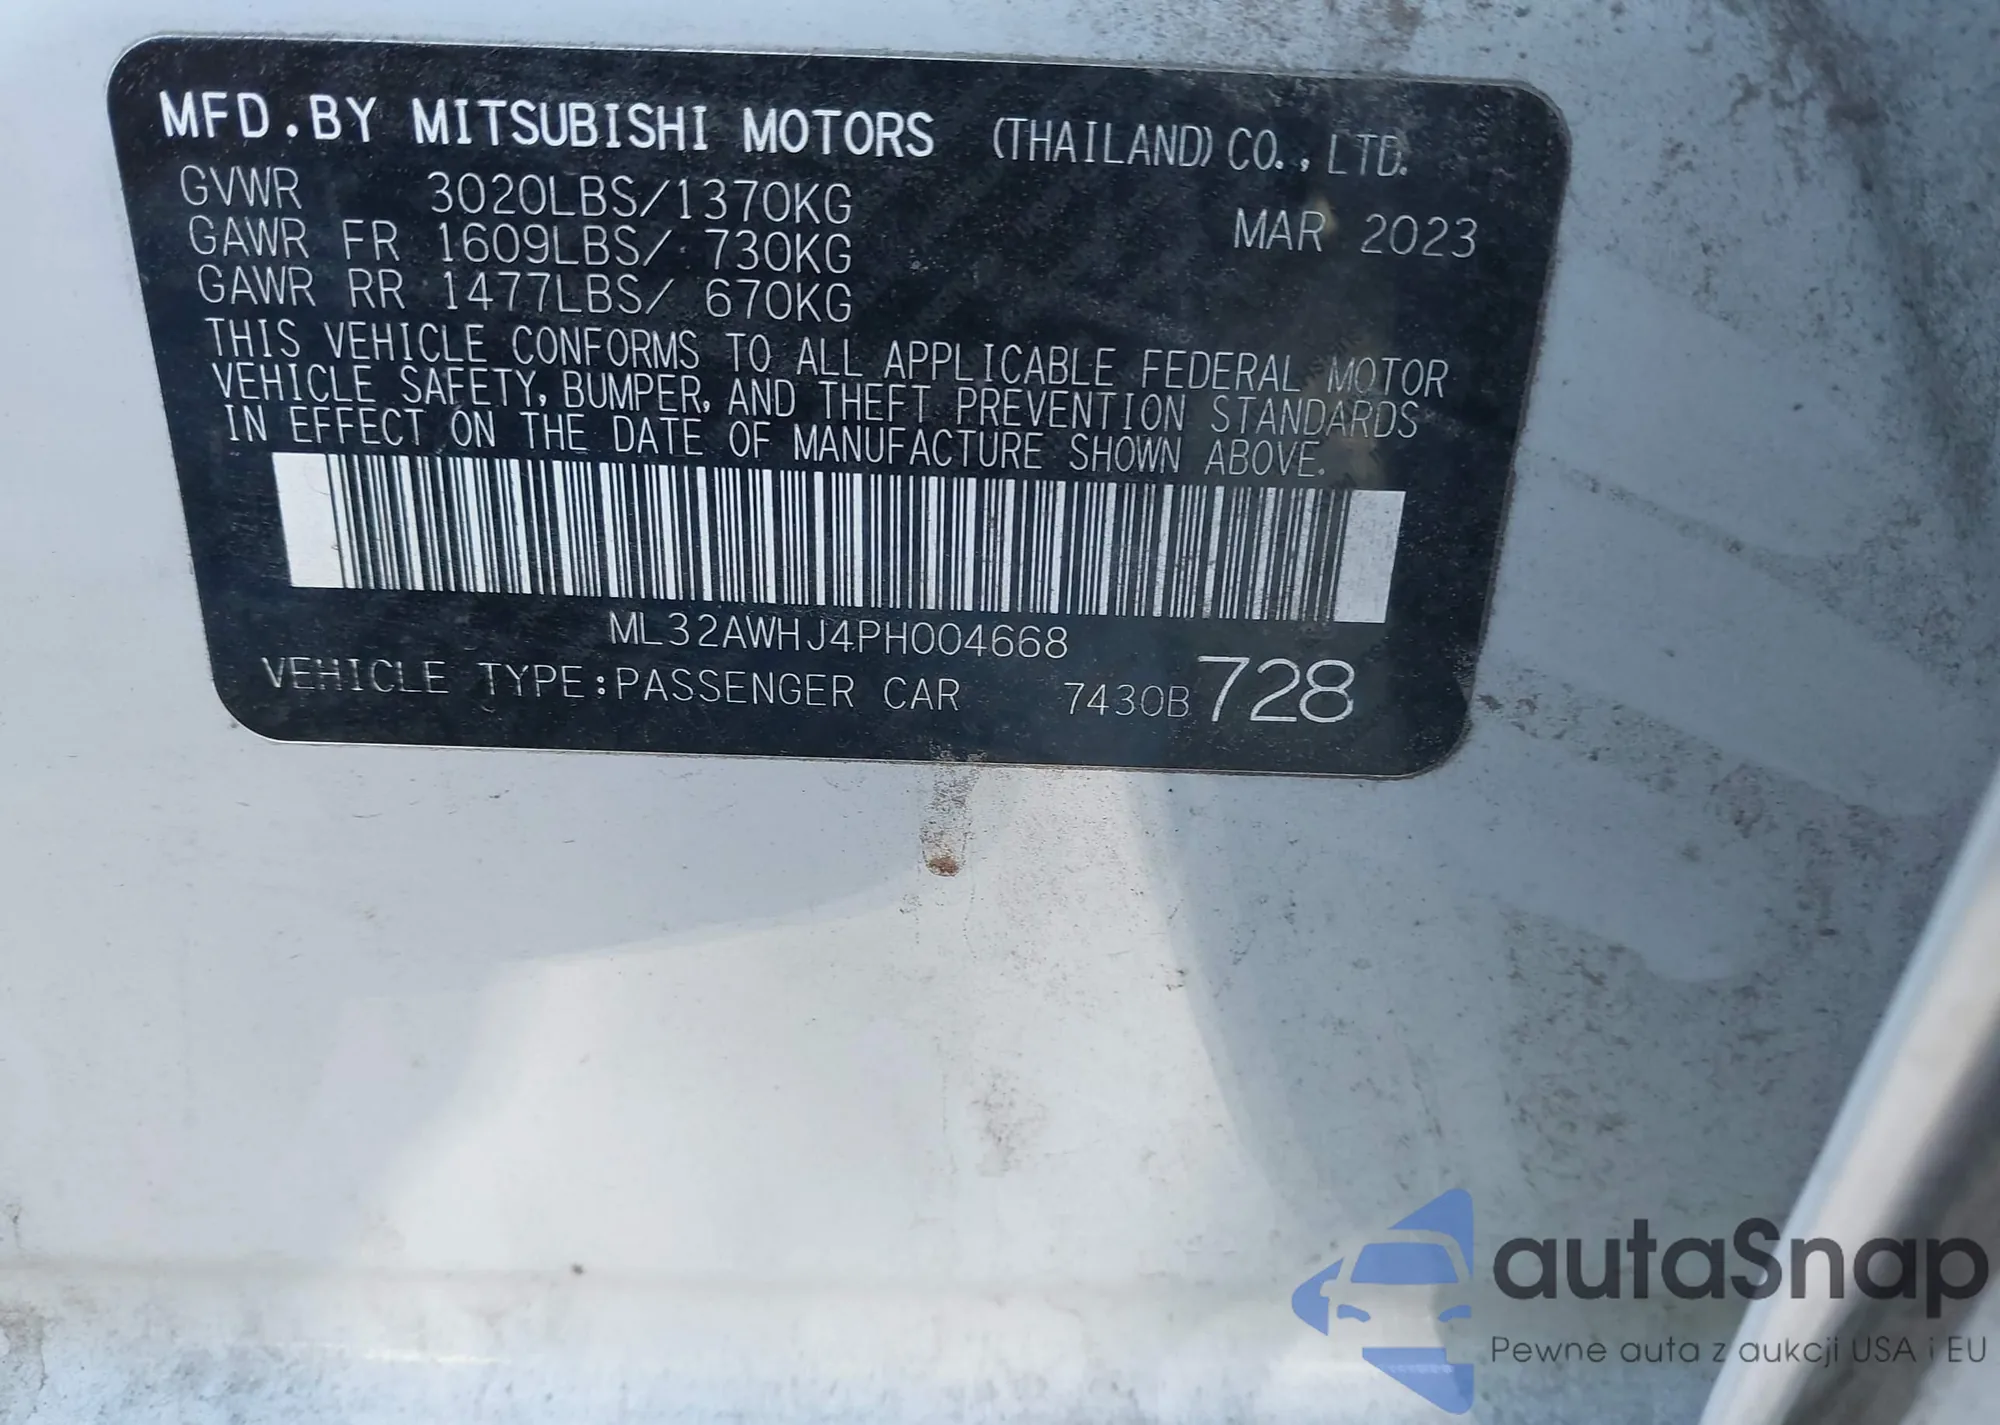 MFD.BY MITSUBISHI MOTORS (THAILAND) CO., LTD.
GVWR 3020LBS/1370KG MAR 2023
GAWR FR 1609LBS/ 730KG
GAWR RR 1477LBS/ 670KG
THIS VEHICLE CONFORMS TO ALL APPLICABLE FEDERAL MOTOR
VEHICLE SAFETY, BUMPER, AND THEFT PREVENTION STANDARDS
IN EFFECT ON THE DATE OF MANUFACTURE SHOWN ABOVE.
ML32AWHJ4PH004668
VEHICLE TYPE:PASSENGER CAR 7430B 728
autaSnap
Pewne auta z aukcji USA i EU